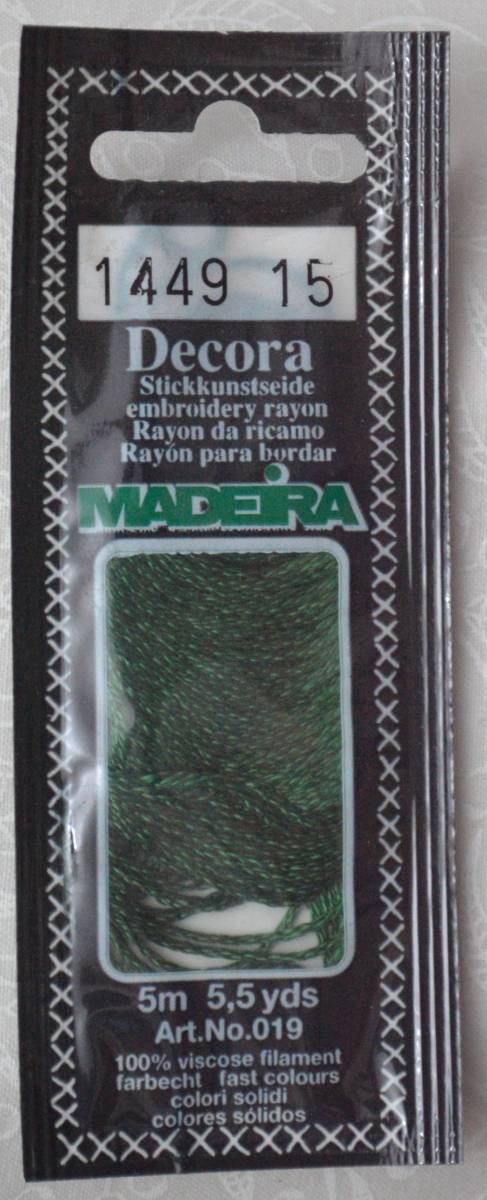 1449 15
Decora
Stickkunstseide
embroidery rayon
Rayon da ricamo
Rayón para bordar
MADEIRA
5m 5,5 yds
Art.No.019
100% viscose filament
farbecht fast colours
colori solidi
colores sólidos